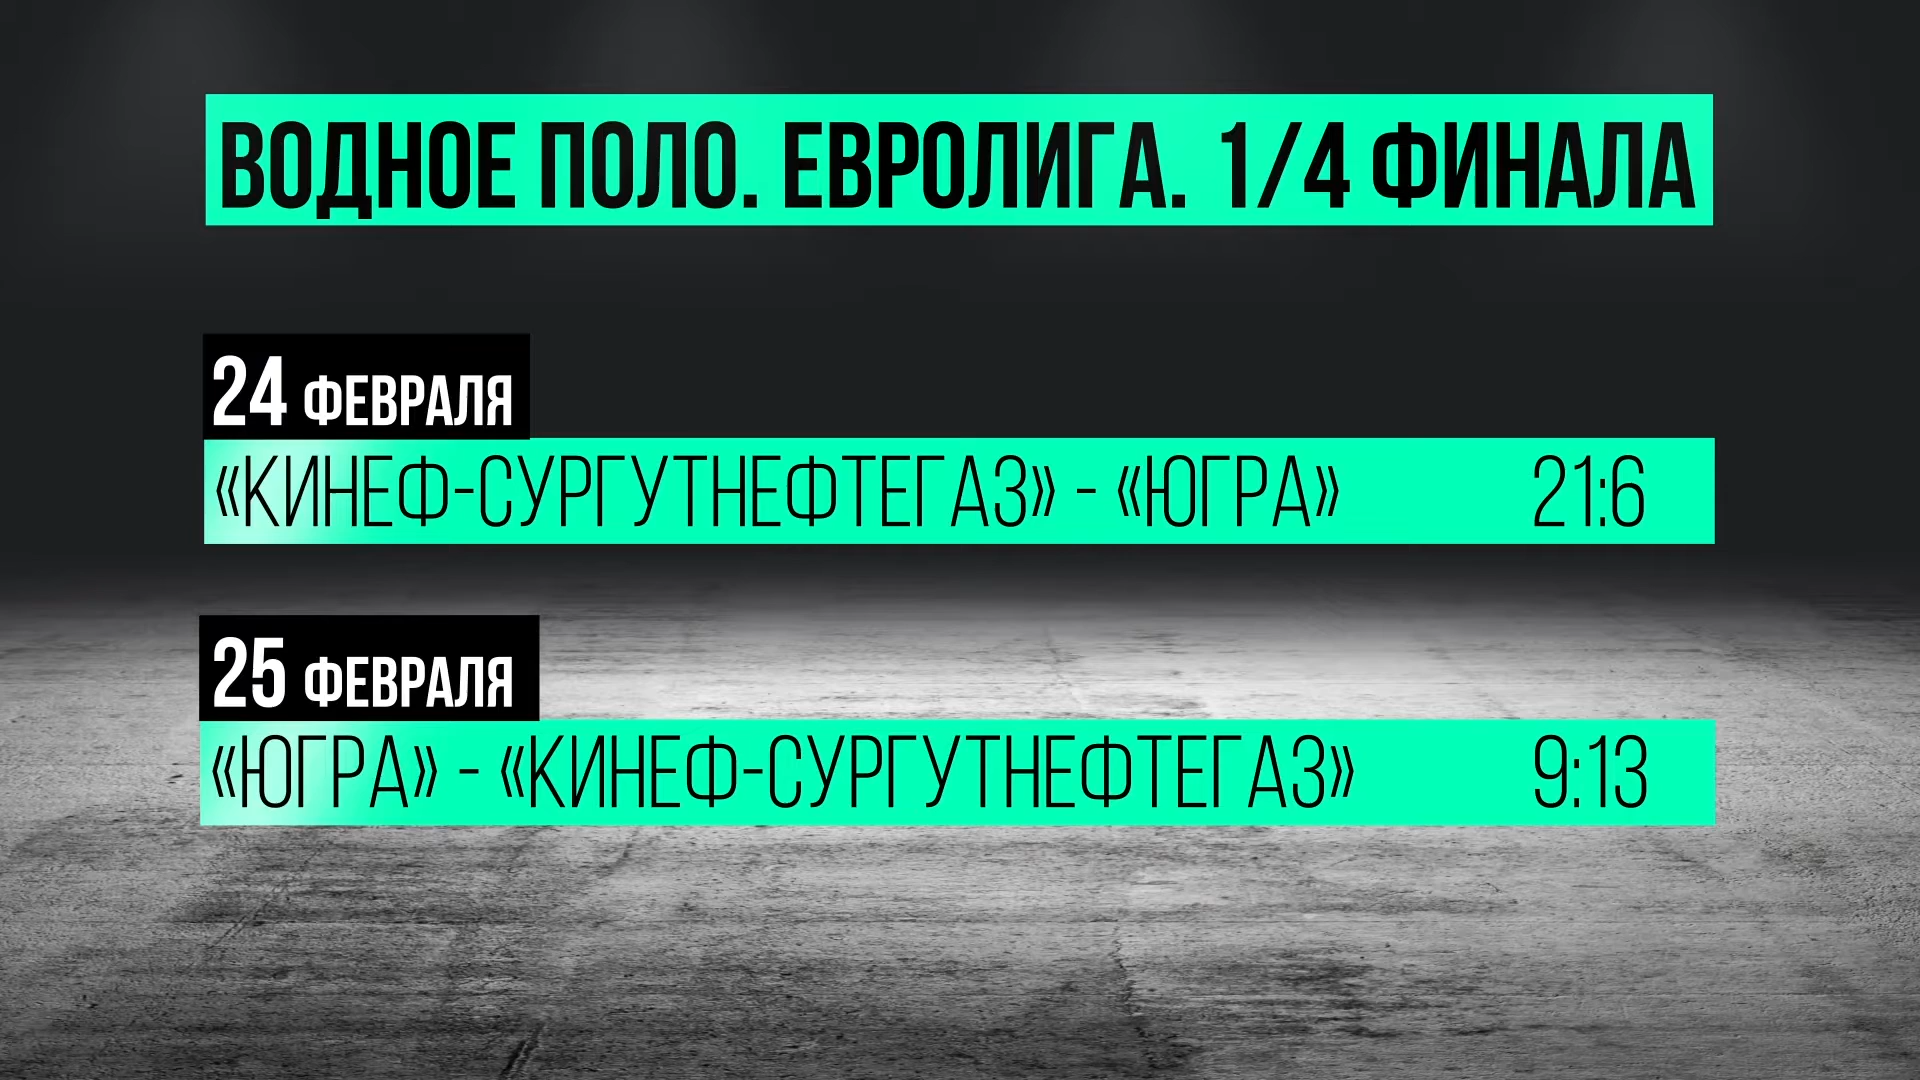 ВОДНОЕ ПОЛО. ЕВРОЛИГА. 1/4 ФИНАЛА
24 ФЕВРАЛЯ
«КИНЕФ-СУРГУТНЕФТЕГАЗ» - «ЮГРА» 21:6
25 ФЕВРАЛЯ
«ЮГРА» - «КИНЕФ-СУРГУТНЕФТЕГАЗ» 9:13